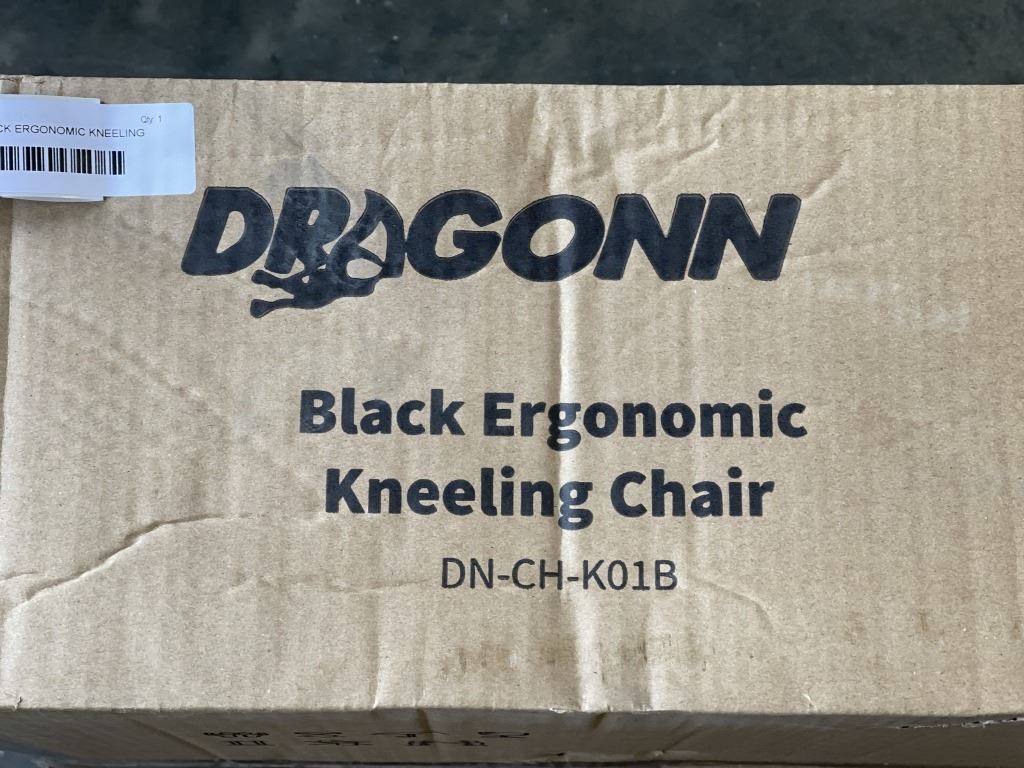 Qty: 1
CK ERGONOMIC KNEELING
DRAGONN
Black Ergonomic
Kneeling Chair
DN-CH-K01B